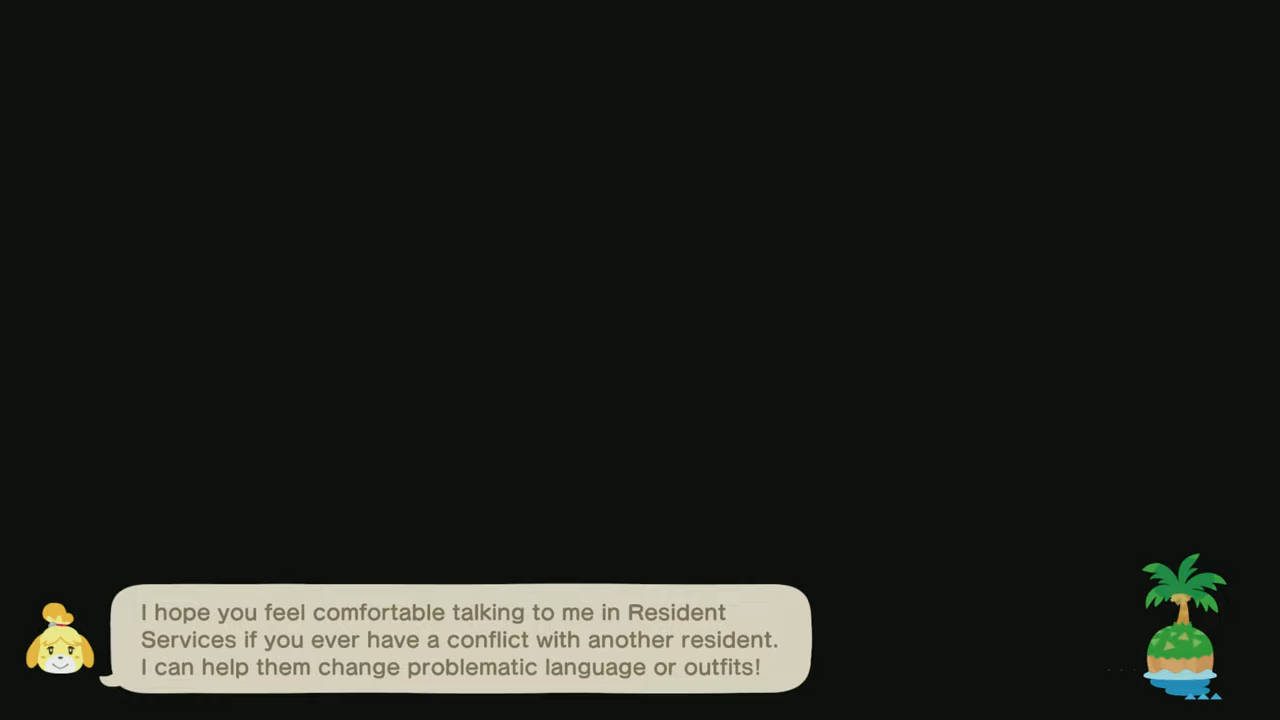 I hope you feel comfortable talking to me in Resident
Services if you ever have a conflict with another resident.
I can help them change problematic language or outfits!